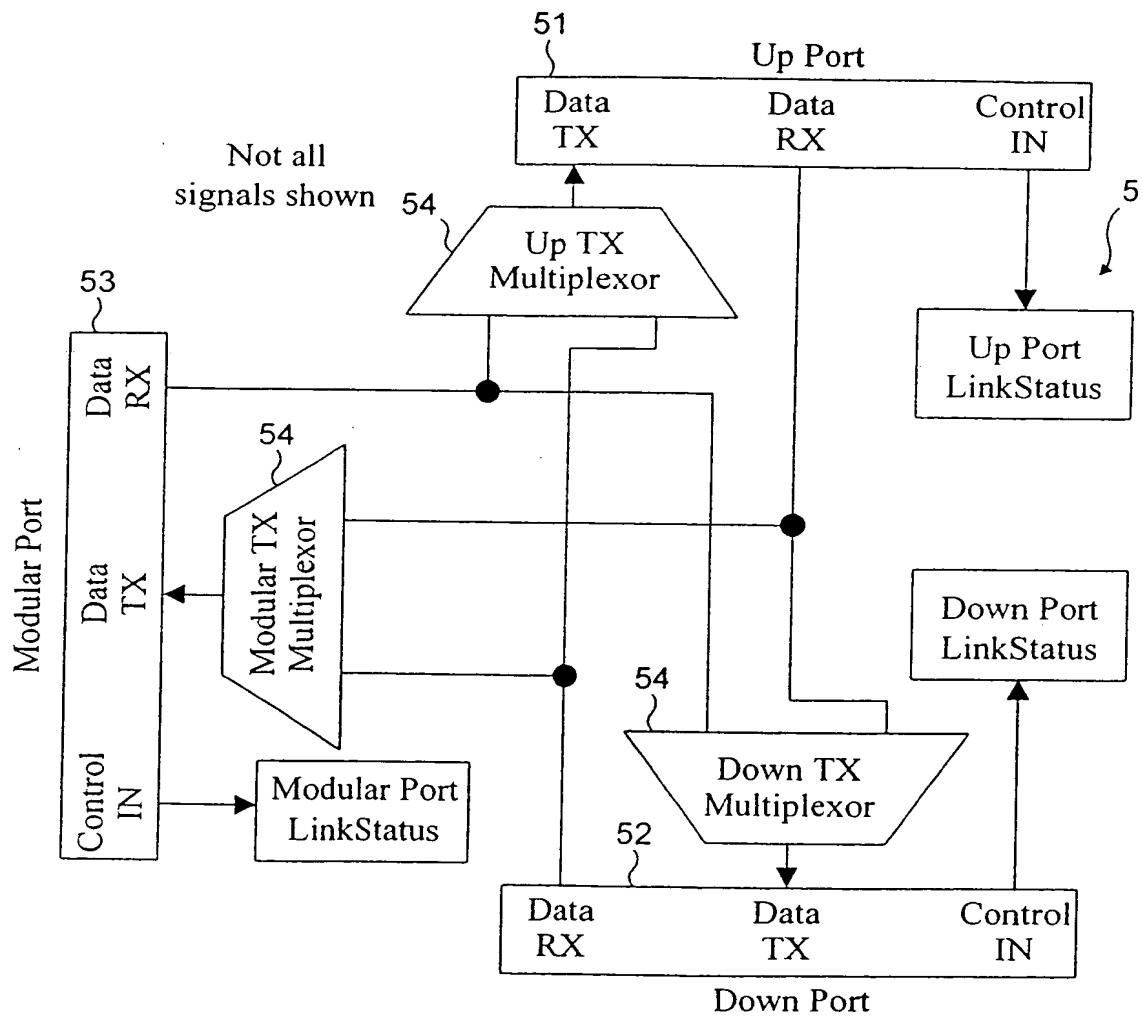 51
Up Port
Data
TX
Data
RX
Control
IN
Not all
signals shown
54
Up TX
Multiplexor
5
53
Up Port
LinkStatus
Modular Port
Data
RX
Data
TX
Control
IN
54
Modular TX
Multiplexor
Down Port
LinkStatus
54
Modular Port
LinkStatus
Down TX
Multiplexor
52
Data
RX
Data
TX
Control
IN
Down Port